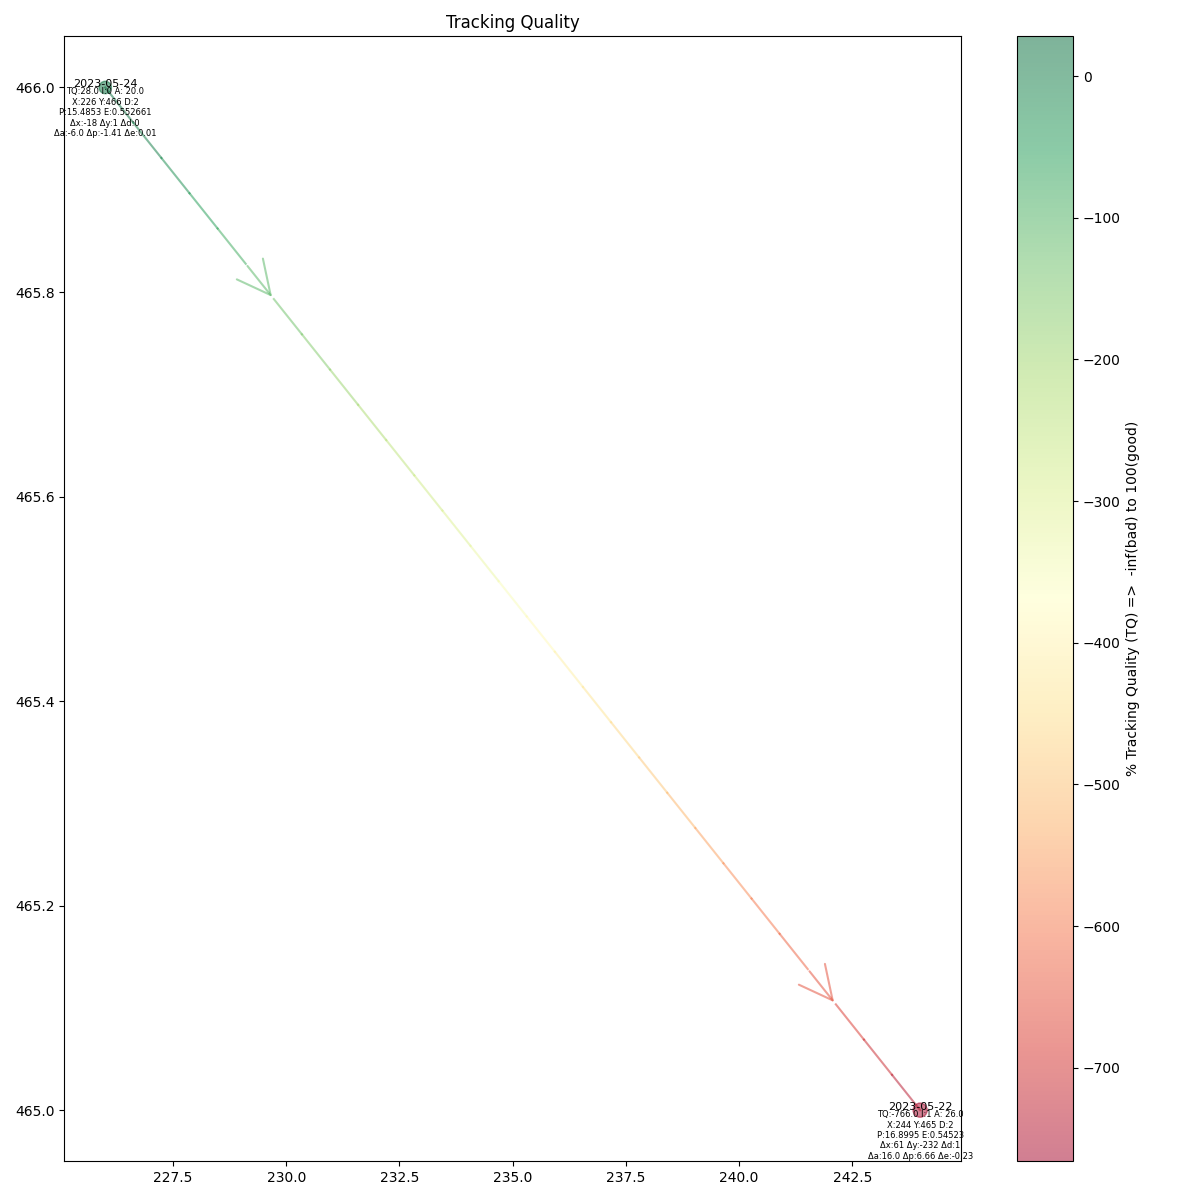 Tracking Quality
466.0
465.8
465.6
465.4
465.2
465.0
2023-05-24
A: 20.0
X:226 Y:466 D:2
P:15.4853 E:0.552661
Δx:-18 Δy:1 Δd:0
Δa:-6.0 Δp:-1.41 Δe:0.01
2023-05-22
A: 26.0
X:244 Y:465 D:2
P:16.8995 E:0.54523
Δx:61 Δy:-232 Δd:1
Δa:16.0 Δp:6.66 Δe:-0.23
227.5 230.0 232.5 235.0 237.5 240.0 242.5
0
−100
−200
−300
−400
−500
−600
−700
% Tracking Quality (TQ) => -inf(bad) to 100(good)